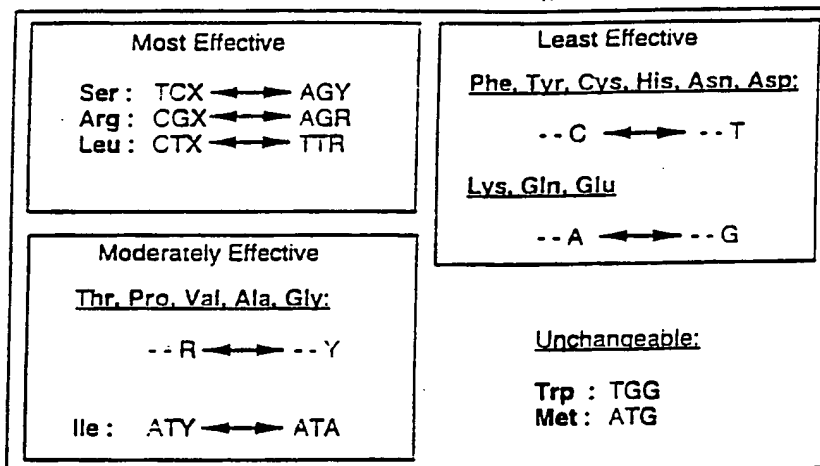 Most Effective
Ser: TCX ↔ AGY
Arg: CGX ↔ AGR
Leu: CTX ↔ TTR
Moderately Effective
Thr, Pro, Val, Ala, Gly:
--R ↔ --Y
Ile: ATY ↔ ATA
Least Effective
Phe, Tyr, Cys, His, Asn, Asp:
--C ↔ --T
Lys, Gln, Glu
--A ↔ --G
Unchangeable:
Trp : TGG
Met: ATG